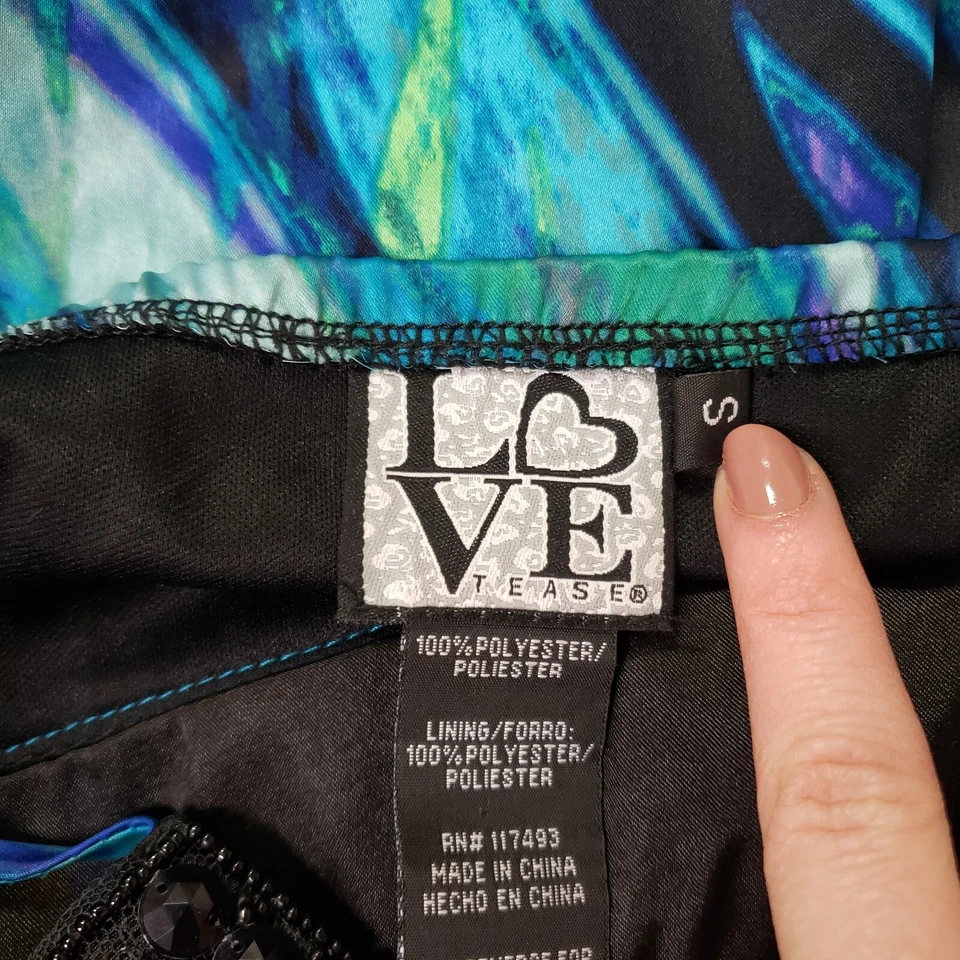 LOVE
TEASE®
S
100%POLYESTER/
POLIESTER
LINING/FORRO:
100%POLYESTER/
POLIESTER
RN# 117493
MADE IN CHINA
HECHO EN CHINA